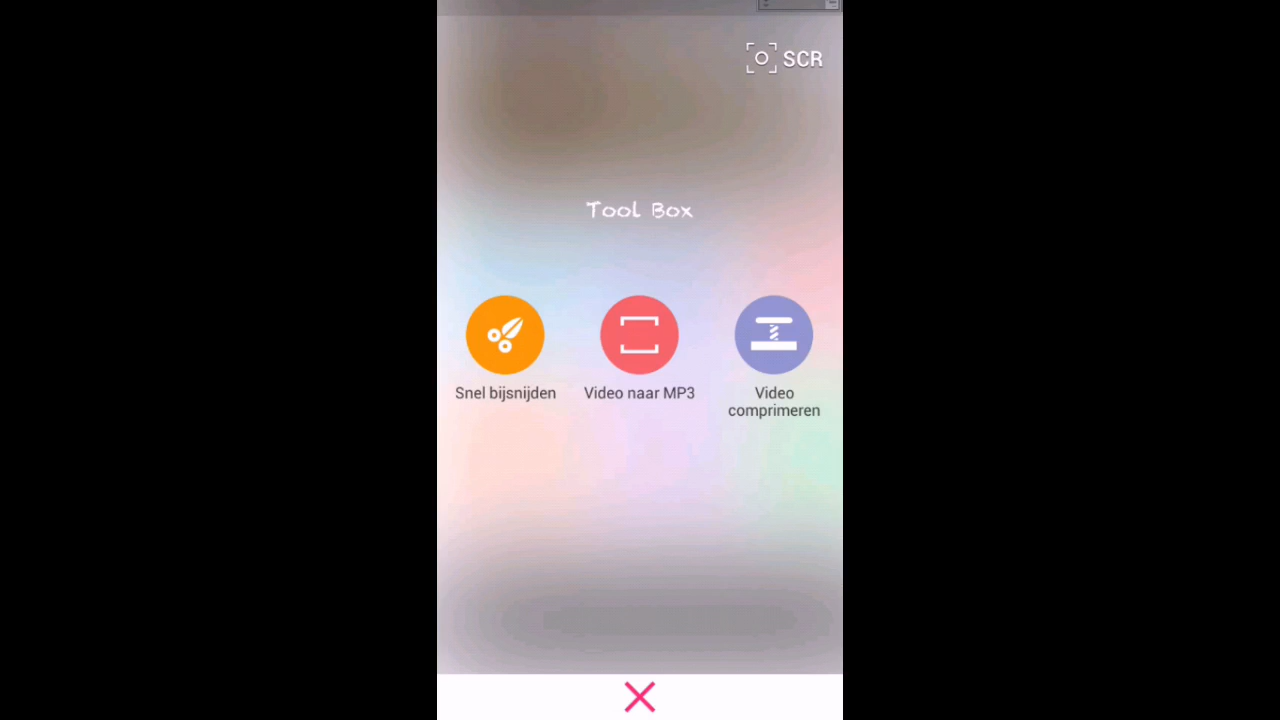 SCR
Tool Box
Snel bijsnijden
Video naar MP3
Video
comprimeren